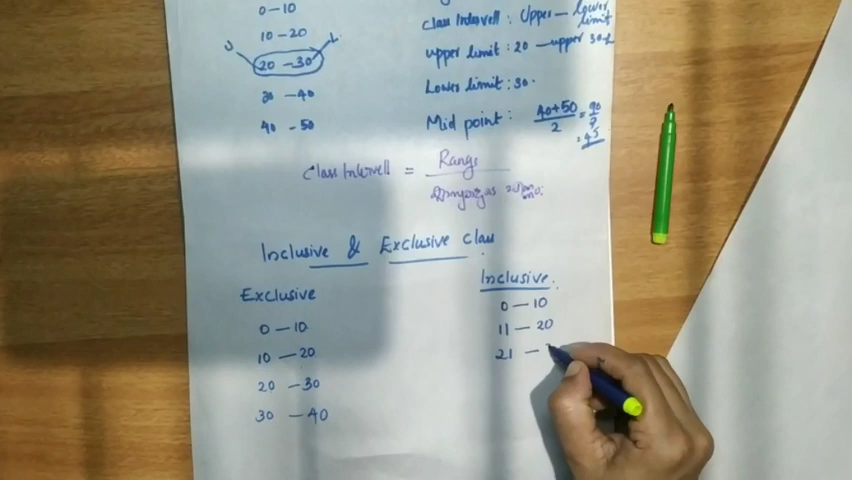 0-10
10-20
U L
20-30
30-40
40-50
Class Intervell : Upper - lower limit
upper limit : 20 - upper 30
Lower limit : 30.
Mid point : 40+50/2 = 90/2 = 45
Class Intervell = Range
Inclusive & Exclusive Class
Exclusive
0-10
10-20
20-30
30-40
Inclusive.
0-10
11-20
21-